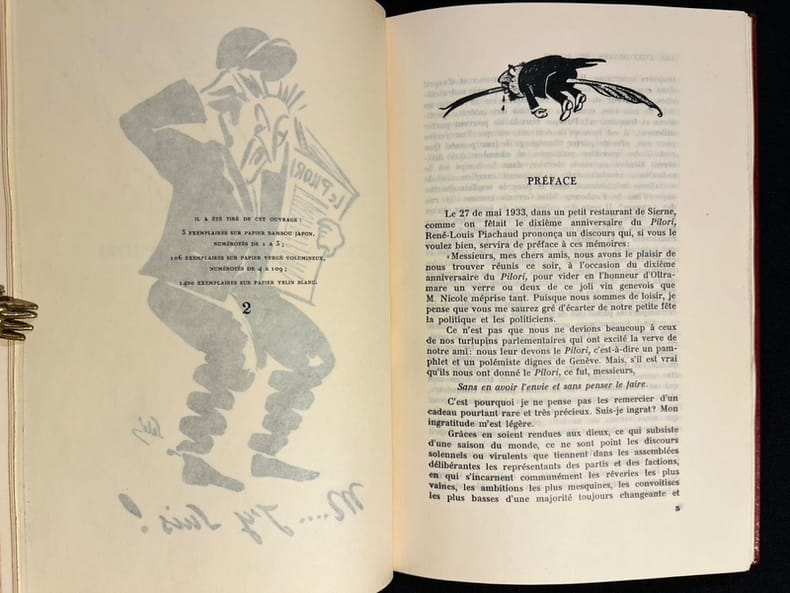 IL A ÉTÉ TIRÉ DE CET OUVRAGE :
3 EXEMPLAIRES SUR PAPIER BAMBOU JAPON,
NUMÉROTÉS DE 1 A 3 ;
106 EXEMPLAIRES SUR PAPIER VERGÉ VOLUMINEUX,
NUMÉROTÉS DE 4 A 109 ;
1400 EXEMPLAIRES SUR PAPIER VELIN BLANC.
2
LE PILORI
M.... J'y suis !
PRÉFACE
Le 27 de mai 1933, dans un petit restaurant de Sierne,
comme on fêtait le dixième anniversaire du Pilori,
René-Louis Piachaud prononça un discours qui, si vous le
voulez bien, servira de préface à ces mémoires :
«Messieurs, mes chers amis, nous avons le plaisir de
nous trouver réunis ce soir, à l'occasion du dixième
anniversaire du Pilori, pour vider en l'honneur d'Oltra-
mare un verre ou deux de ce joli vin genevois que
M. Nicole méprise tant. Puisque nous sommes de loisir, je
pense que vous me saurez gré d'écarter de notre petite fête
la politique et les politiciens.
Ce n'est pas que nous ne devions beaucoup à ceux
de nos turlupins parlementaires qui ont excité la verve de
notre ami : nous leur devons le Pilori, c'est-à-dire un pam-
phlet et un polémiste dignes de Genève. Mais, s'il est vrai
qu'ils nous ont donné le Pilori, ce fut, messieurs,
Sans en avoir l'envie et sans penser le faire.
C'est pourquoi je ne pense pas les remercier d'un
cadeau pourtant rare et très précieux. Suis-je ingrat? Mon
ingratitude m'est légère.
Grâces en soient rendues aux dieux, ce qui subsiste
d'une saison du monde, ce ne sont point les discours
solennels ou virulents que tiennent dans les assemblées
délibérantes les représentants des partis et des factions,
en qui s'incarnent communément les rêveries les plus
vaines, les ambitions les plus mesquines, les convoitises
les plus basses d'une majorité toujours changeante et
5